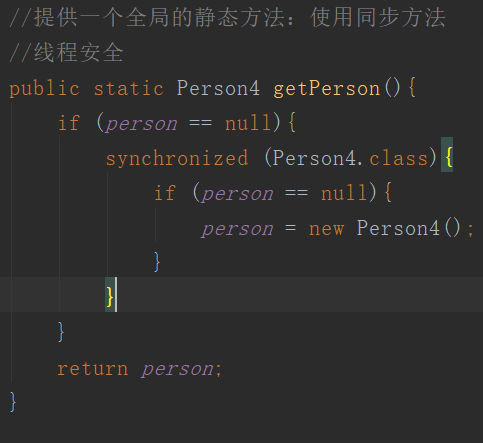 //提供一个全局的静态方法：使用同步方法
//线程安全
public static Person4 getPerson(){
    if (person == null){
        synchronized (Person4.class){
            if (person == null){
                person = new Person4();
            }
        }
    }
    return person;
}